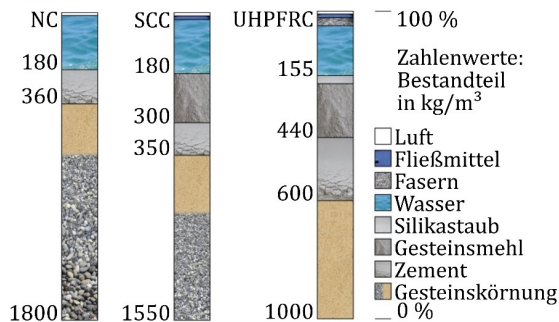 NC
180
360
1800
SCC
180
300
350
1550
UHPFRC
155
440
600
1000
100 %
Zahlenwerte:
Bestandteil
in kg/m³
Luft
Fließmittel
Fasern
Wasser
Silikastaub
Gesteinsmehl
Zement
Gesteinskörnung
0 %